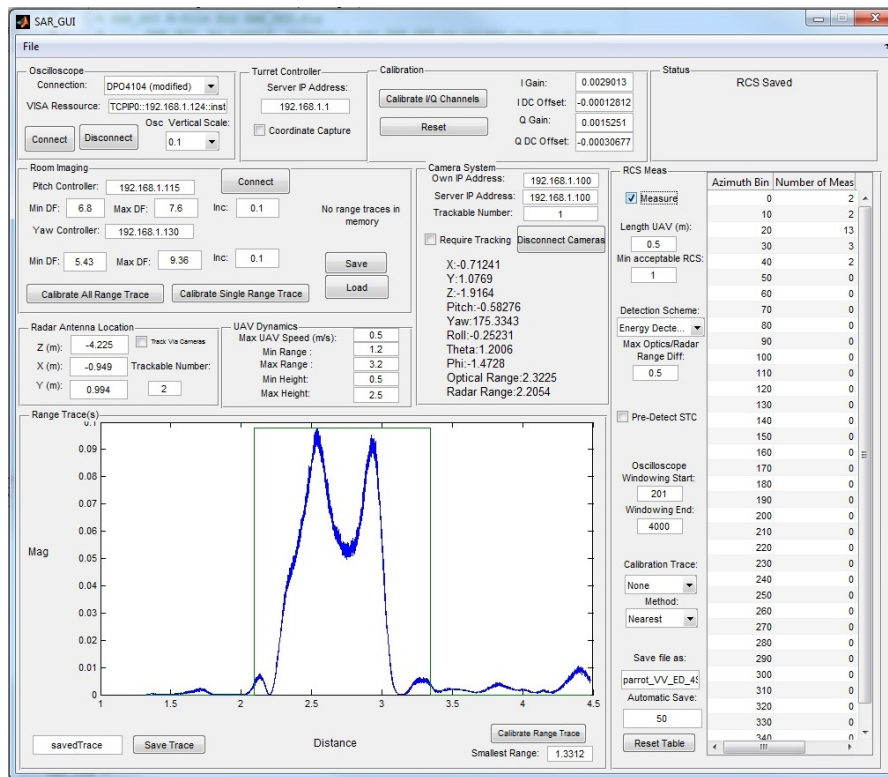 SAR_GUI
File
Oscilloscope
Connection: DPO4104 (modified)
VISA Ressource: TCPIP0::192.168.1.124::inst
Osc Vertical Scale:
Connect Disconnect 0.1
Turret Controller
Server IP Address:
192.168.1.1
Coordinate Capture
Calibration
Calibrate I/Q Channels
Reset
I Gain: 0.0029013
I DC Offset: -0.00012812
Q Gain: 0.0015251
Q DC Offset: -0.00030677
Status
RCS Saved
Room Imaging
Pitch Controller: 192.168.1.115 Connect
Min DF: 6.8 Max DF: 7.6 Inc: 0.1
Yaw Controller: 192.168.1.130
Min DF: 5.43 Max DF: 9.36 Inc: 0.1
No range traces in
memory
Save
Load
Calibrate All Range Trace Calibrate Single Range Trace
Camera System
Own IP Address: 192.168.1.100
Server IP Address: 192.168.1.100
Trackable Number: 1
Require Tracking Disconnect Cameras
X:-0.71241
Y:1.0769
Z:-1.9164
Pitch:-0.58276
Yaw:175.3343
Roll:-0.25231
Theta:1.2006
Phi:-1.4728
Optical Range:2.3225
Radar Range:2.2054
Radar Antenna Location
Z (m): -4.225 Track Via Cameras
X (m): -0.949 Trackable Number:
Y (m): 0.994 2
UAV Dynamics
Max UAV Speed (m/s): 0.5
Min Range : 1.2
Max Range : 3.2
Min Height: 0.5
Max Height: 2.5
Range Trace(s)
0.1
0.09
0.08
0.07
0.06
0.05
0.04
0.03
0.02
0.01
0
Mag
1 1.5 2 2.5 3 3.5 4 4.5
Distance
savedTrace Save Trace
Calibrate Range Trace
Smallest Range: 1.3312
RCS Meas
Measure
Length UAV (m):
0.5
Min acceptable RCS:
1
Detection Scheme:
Energy Decte...
Max Optics/Radar
Range Diff:
0.5
Pre-Detect STC
Oscilloscope
Windowing Start:
201
Windowing End:
4000
Calibration Trace:
None
Method:
Nearest
Save file as:
parrot_VV_ED_4S
Automatic Save:
50
Reset Table
Azimuth Bin Number of Meas
0 2
10 2
20 13
30 3
40 2
50 0
60 0
70 0
80 0
90 0
100 0
110 0
120 0
130 0
140 0
150 0
160 0
170 0
180 0
190 0
200 0
210 0
220 0
230 0
240 0
250 0
260 0
270 0
280 0
290 0
300 0
310 0
320 0
330 0
340 0